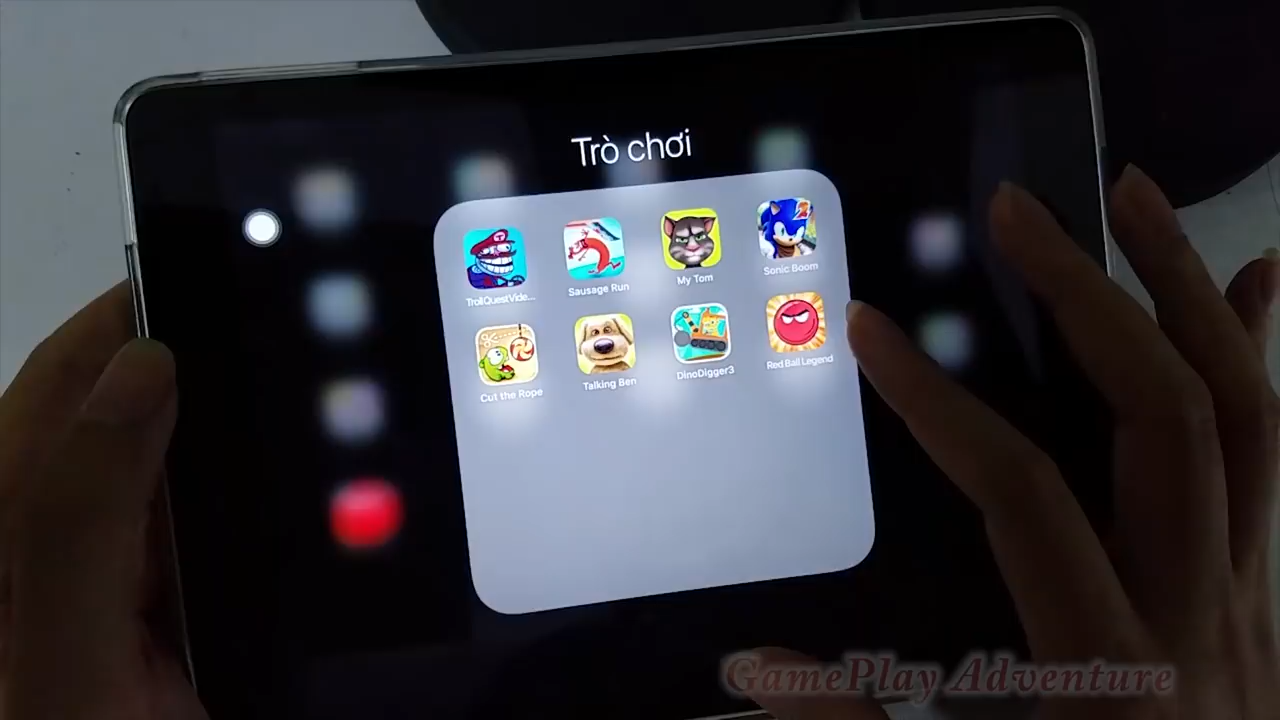 Trò chơi
TrollQuestVide...
Sausage Run
My Tom
Sonic Boom
Cut the Rope
Talking Ben
DinoDigger3
Red Ball Legend
GamePlay Adventure